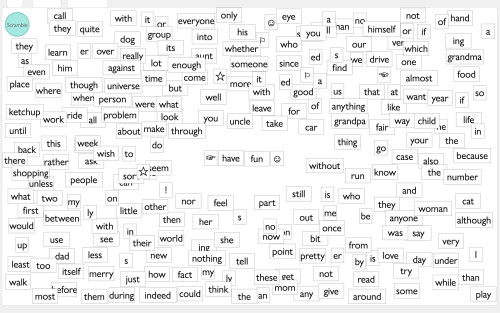 call with it or everyone only ☺ eye a not of hand a
Scramble they quite dog group into his who you man no himself or if
they learn er over really its aunt whether our very which ing grandma
as him against lot enough someone since ed s we drive one
even time come ☆ more ed a find ☞ almost food
place where though universe but it good us that at want year if so
when person were what well with leave for of anything like
ketchup work ride all problem look you uncle take car grandpa fair way child the life
until about make through in
back this week do thing go your the
there rather ask wish to ☞ have fun ☺ without case also because
shopping unless people sor ☆ seem run know the number
what two my on can ! still is who and
first between ly little other nor feel part out me they woman cat
would with then her s no once be anyone although
up use see in their world ing she now bit was say very
dad less s new nothing tell point pretty er from by is love day under I
least too itself merry just how fact my ly these get not try while than
walk before them during indeed could think the an mom any give read around some play
most